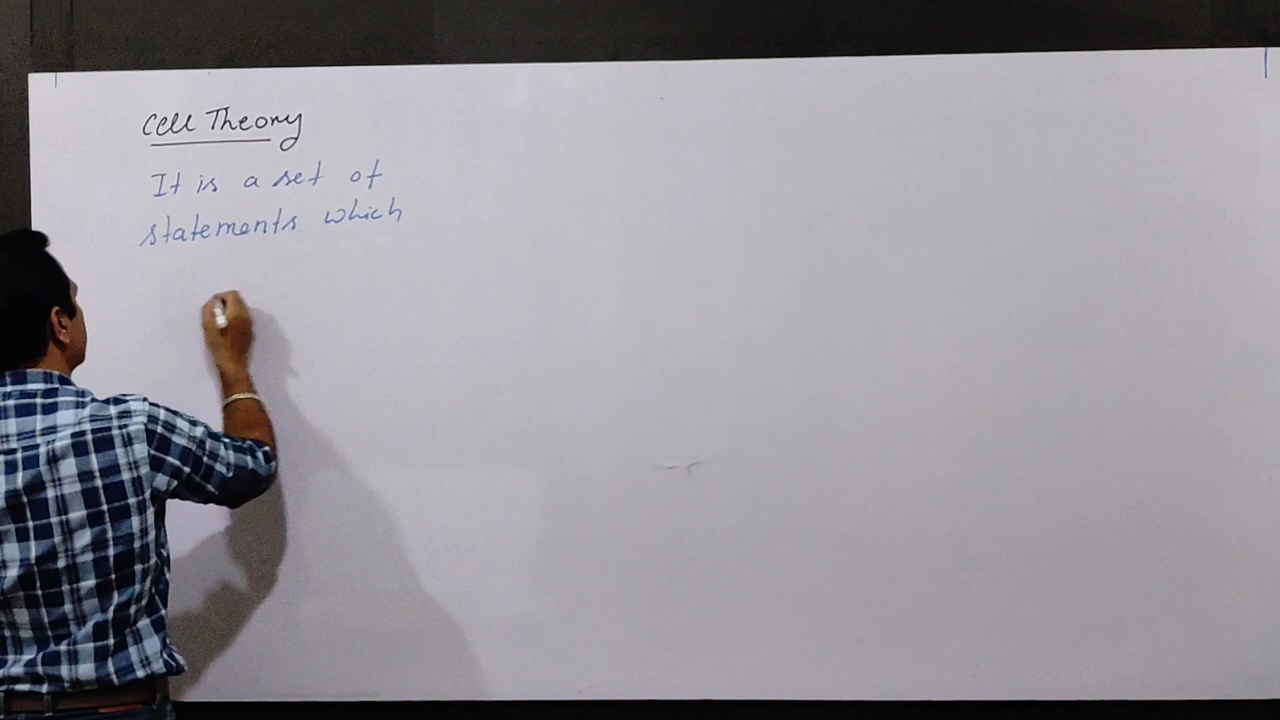 Cell Theory
It is a set of
statements which